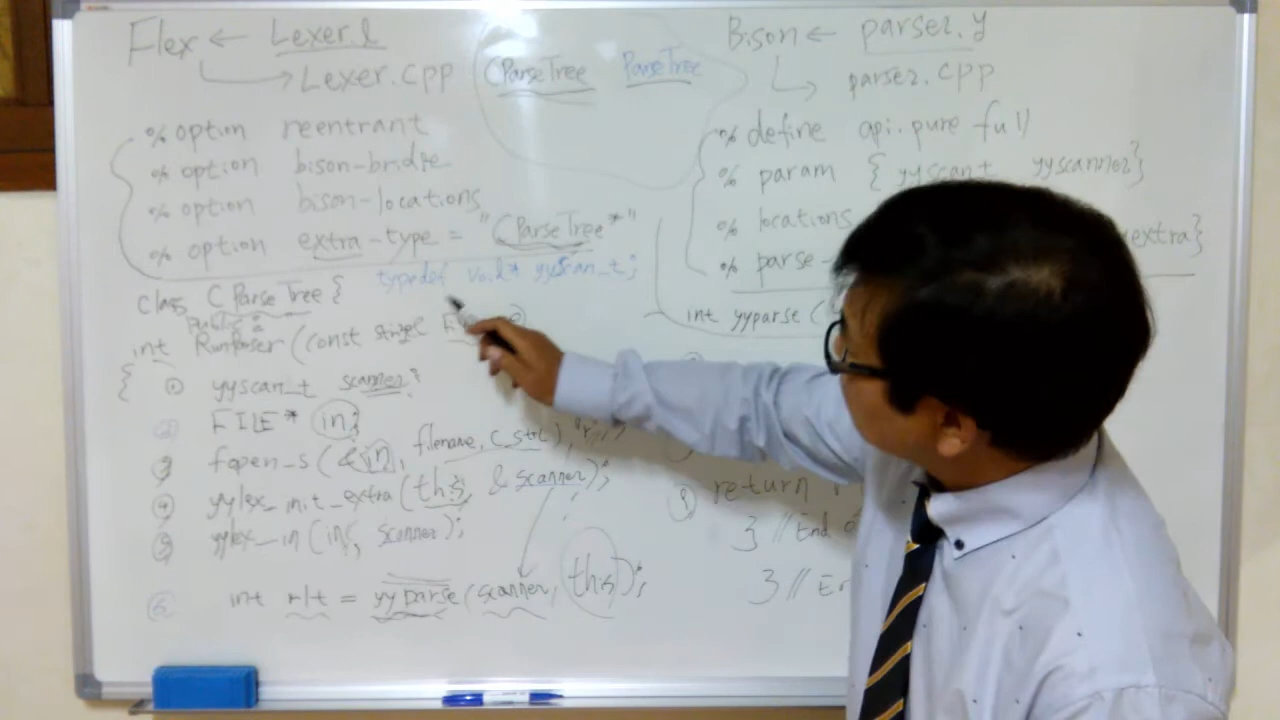 Flex ← Lexer.l
Lexer.cpp
CParseTree ParseTree
% option reentrant
% option bison-bridge
% option bison-locations
% option extra-type = "CParseTree*"
typedef void* yyscan_t;
class CParseTree {
public:
int RunParser (const string&
{ ① yyscan_t scanner;
② FILE* in;
③ fopen_s (&in, filename.c_str(), "r");
④ yylex_init_extra (this, &scanner);
⑤ yylex_in (in, scanner);
⑥ int rlt = yyparse (scanner, this);
Bison ← parser.y
parser.cpp
% define api.pure full
% param { yyscan_t yyscanner}
% locations
% parse- extra}
int yyparse (
⑧ return
} // End
} //